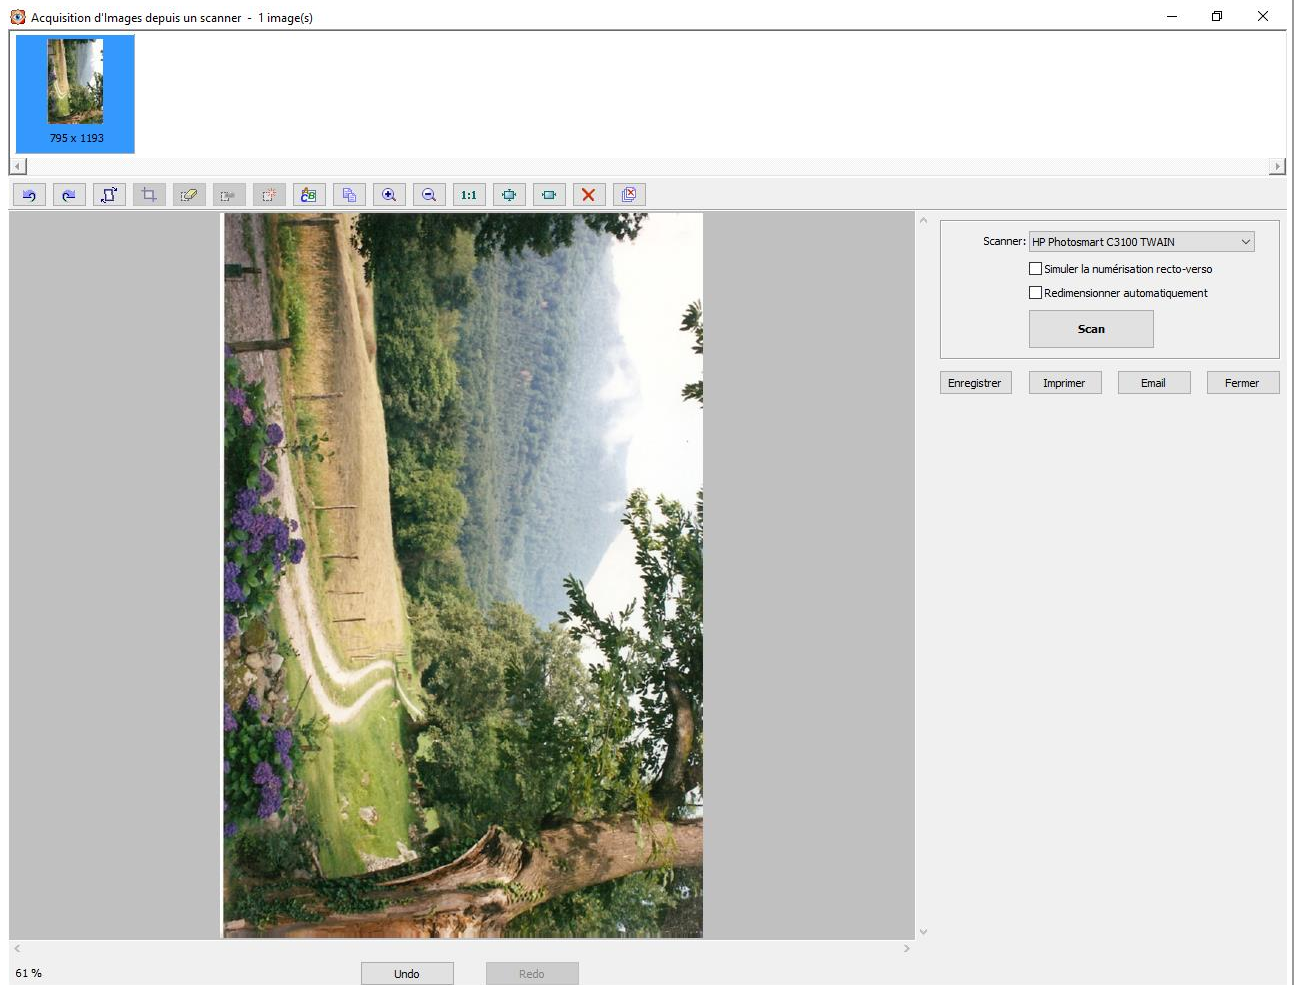 Acquisition d'Images depuis un scanner - 1 image(s)
795 x 1193
1:1
Scanner: HP Photosmart C3100 TWAIN
Simuler la numérisation recto-verso
Redimensionner automatiquement
Scan
Enregistrer Imprimer Email Fermer
61 %
Undo Redo